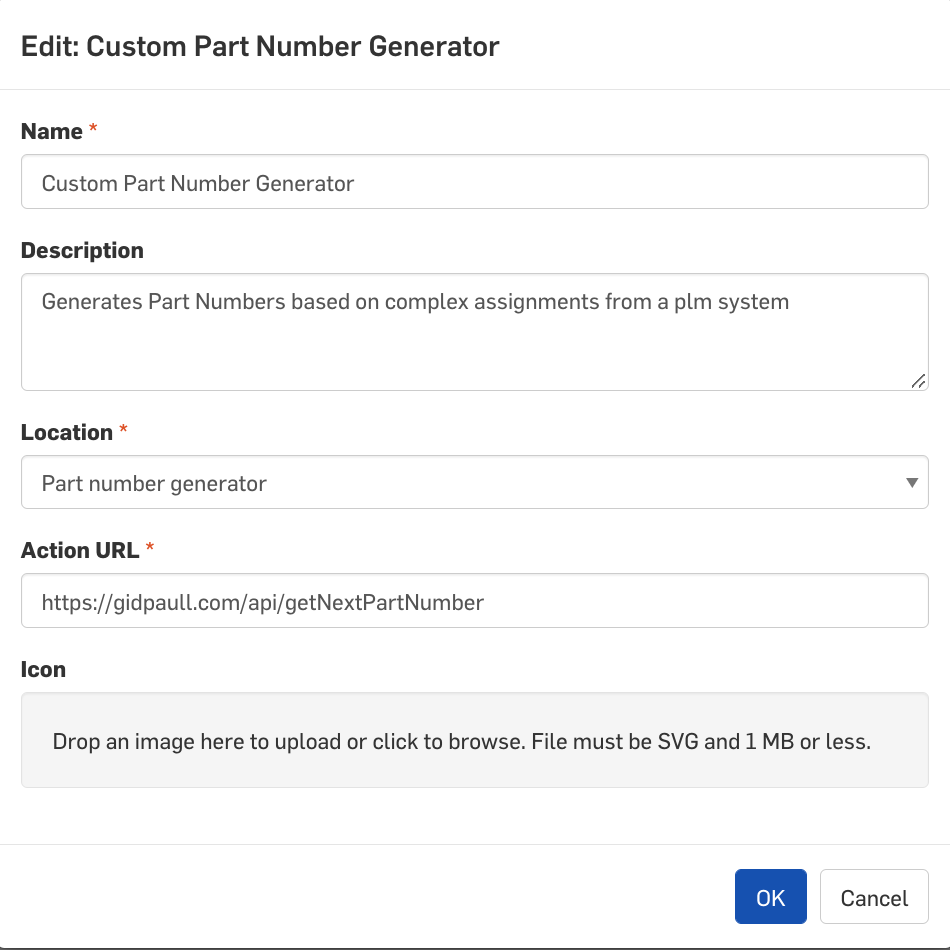 Edit: Custom Part Number Generator
Name *
Custom Part Number Generator
Description
Generates Part Numbers based on complex assignments from a plm system
Location *
Part number generator
Action URL *
https://gidpaull.com/api/getNextPartNumber
Icon
Drop an image here to upload or click to browse. File must be SVG and 1 MB or less.
OK Cancel